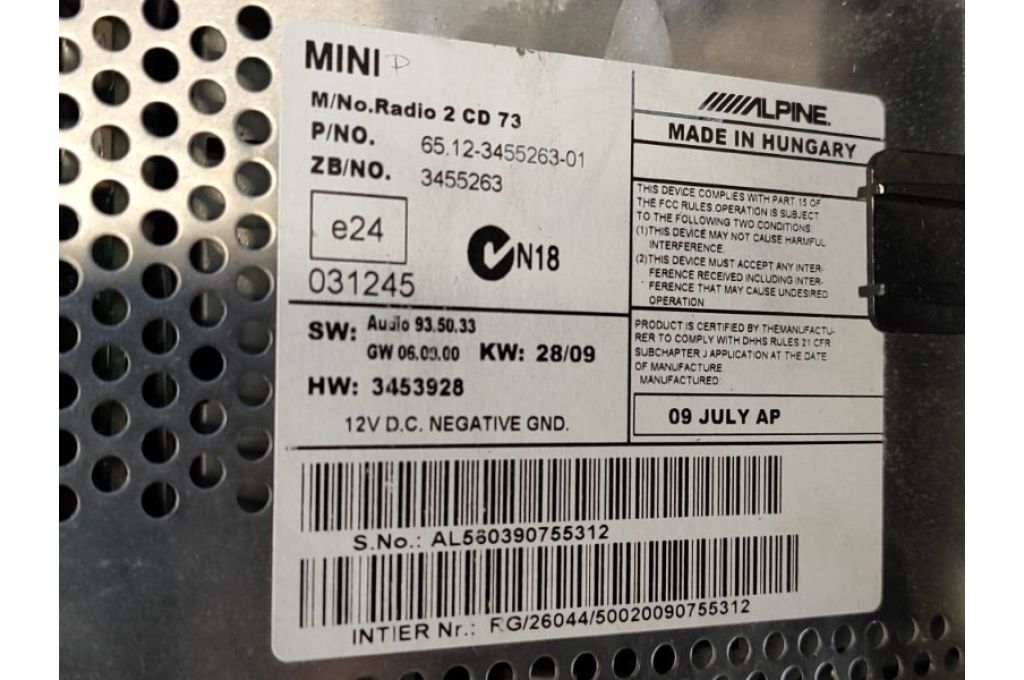 MINI D
M/No.Radio 2 CD 73
P/NO. 65.12-3455263-01
ZB/NO. 3455263
e24
031245
N18
SW: Audio 93.50.33
GW 06.00.00 KW: 28/09
HW: 3453928
12V D.C. NEGATIVE GND.
ALPINE.
MADE IN HUNGARY
THIS DEVICE COMPLIES WITH PART 15 OF
THE FCC RULES.OPERATION IS SUBJECT
TO THE FOLLOWING TWO CONDITIONS
(1)THIS DEVICE MAY NOT CAUSE HARMFUL
INTERFERENCE.
(2)THIS DEVICE MUST ACCEPT ANY INTER-
FERENCE RECEIVED INCLUDING INTER-
FERENCE THAT MAY CAUSE UNDESIRED
OPERATION
PRODUCT IS CERTIFIED BY THEMANUFACTU-
RER TO COMPLY WITH DHHS RULES 21 CFR
SUBCHAPTER J APPLICATION AT THE DATE
OF MANUFACTURE
MANUFACTURED:
09 JULY AP
S.No.: AL560390755312
INTIER Nr.: RG/26044/50020090755312